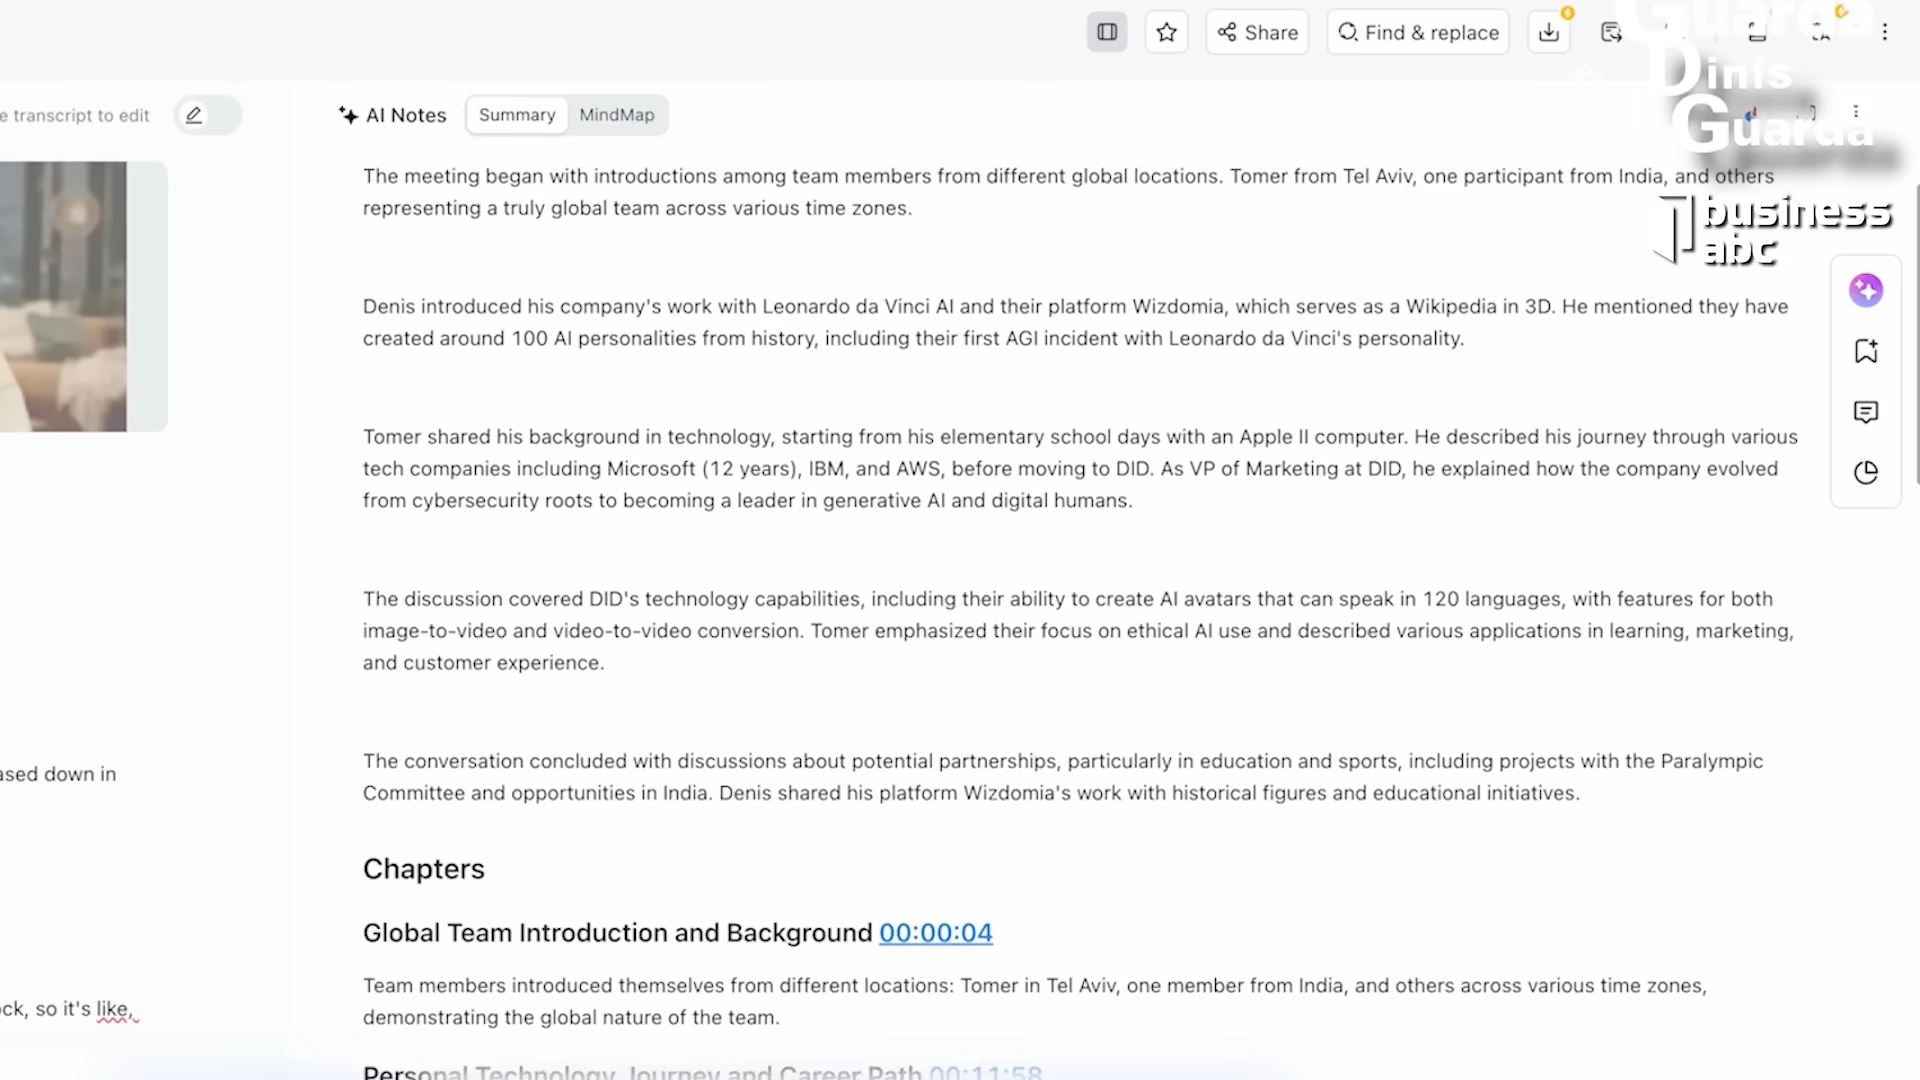 Share
Find & replace
Guarda
Dinis
Guarda
business
abc
e transcript to edit
AI Notes
Summary
MindMap
The meeting began with introductions among team members from different global locations. Tomer from Tel Aviv, one participant from India, and others
representing a truly global team across various time zones.
Denis introduced his company's work with Leonardo da Vinci AI and their platform Wizdomia, which serves as a Wikipedia in 3D. He mentioned they have
created around 100 AI personalities from history, including their first AGI incident with Leonardo da Vinci's personality.
Tomer shared his background in technology, starting from his elementary school days with an Apple II computer. He described his journey through various
tech companies including Microsoft (12 years), IBM, and AWS, before moving to DID. As VP of Marketing at DID, he explained how the company evolved
from cybersecurity roots to becoming a leader in generative AI and digital humans.
The discussion covered DID's technology capabilities, including their ability to create AI avatars that can speak in 120 languages, with features for both
image-to-video and video-to-video conversion. Tomer emphasized their focus on ethical AI use and described various applications in learning, marketing,
and customer experience.
ased down in
The conversation concluded with discussions about potential partnerships, particularly in education and sports, including projects with the Paralympic
Committee and opportunities in India. Denis shared his platform Wizdomia's work with historical figures and educational initiatives.
Chapters
Global Team Introduction and Background 00:00:04
Team members introduced themselves from different locations: Tomer in Tel Aviv, one member from India, and others across various time zones,
demonstrating the global nature of the team.
ock, so it's like,
Personal Technology Journey and Career Path 00:11:58